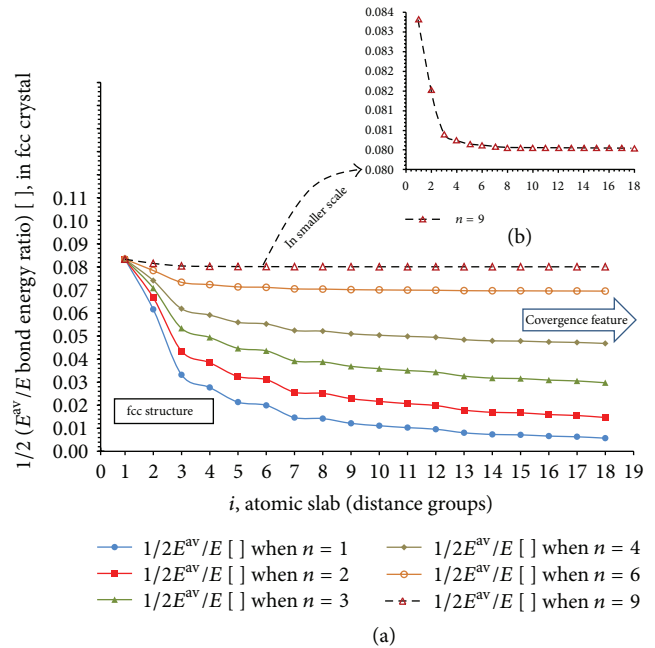 0.084
0.083
0.082
0.082
0.081
0.081
0.080
0.080
0 2 4 6 8 10 12 14 16 18
n = 9
(b)
In smaller scale
1/2 (E^av/E bond energy ratio) [ ], in fcc crystal
0.11
0.10
0.09
0.08
0.07
0.06
0.05
0.04
0.03
0.02
0.01
0.00
Covergence feature
fcc structure
0 1 2 3 4 5 6 7 8 9 10 11 12 13 14 15 16 17 18 19
i, atomic slab (distance groups)
1/2E^av/E [ ] when n = 1
1/2E^av/E [ ] when n = 2
1/2E^av/E [ ] when n = 3
1/2E^av/E [ ] when n = 4
1/2E^av/E [ ] when n = 6
1/2E^av/E [ ] when n = 9
(a)